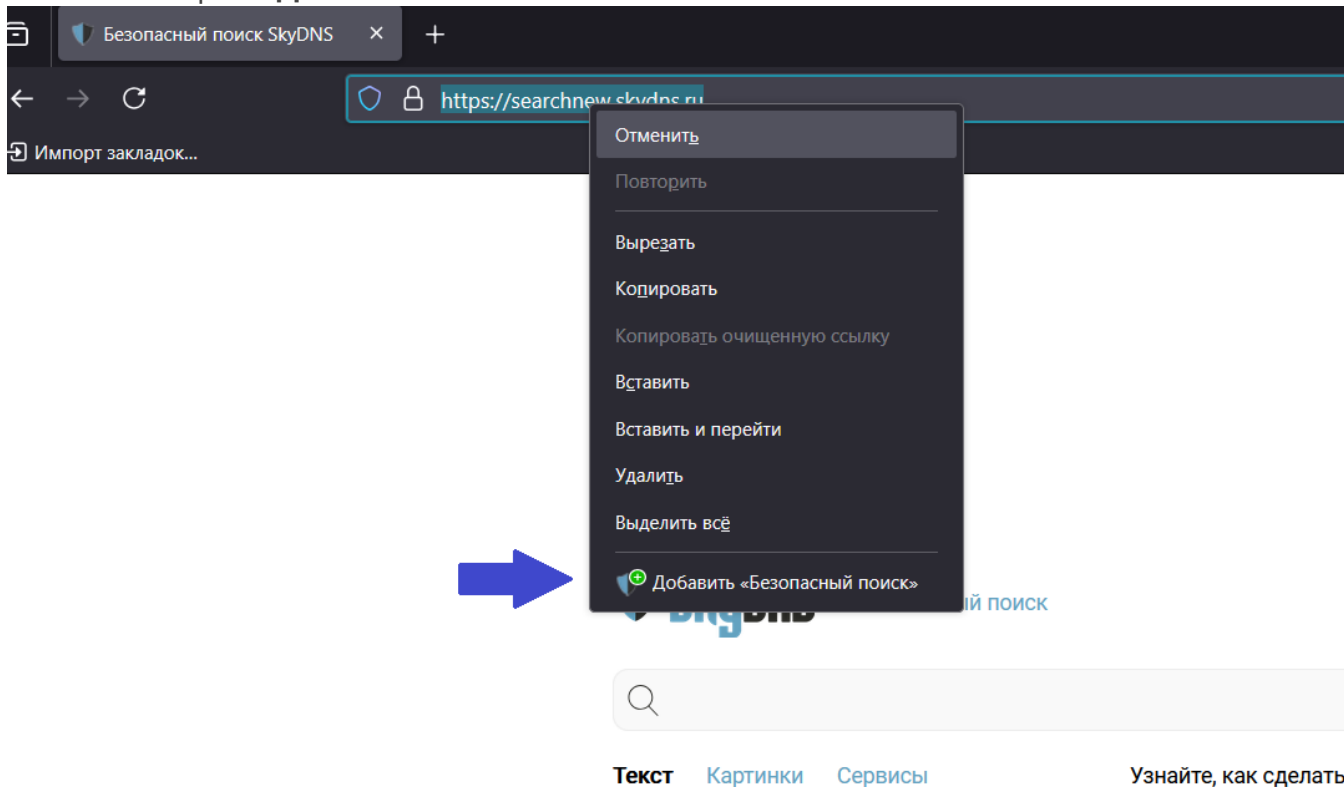 Безопасный поиск SkyDNS
https://searchnew.skydns.ru
Импорт закладок...
Отменить
Повторить
Вырезать
Копировать
Копировать очищенную ссылку
Вставить
Вставить и перейти
Удалить
Выделить всё
Добавить «Безопасный поиск»
й поиск
Текст Картинки Сервисы Узнайте, как сделать